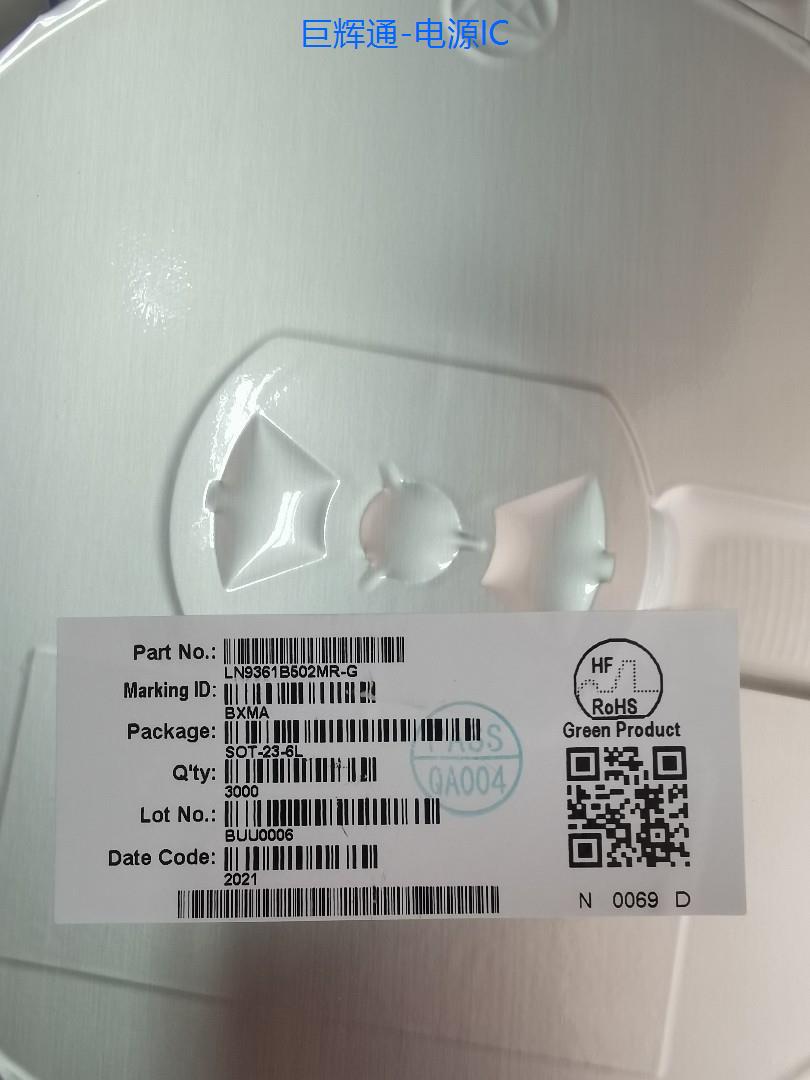 巨辉通-电源IC
Part No.:
LN9361B502MR-G
Marking ID:
BXMA
Package:
SOT-23-6L
Q'ty:
3000
Lot No.:
BUU0006
Date Code:
2021
HF
RoHS
Green Product
PASS
QA004
N 0069 D